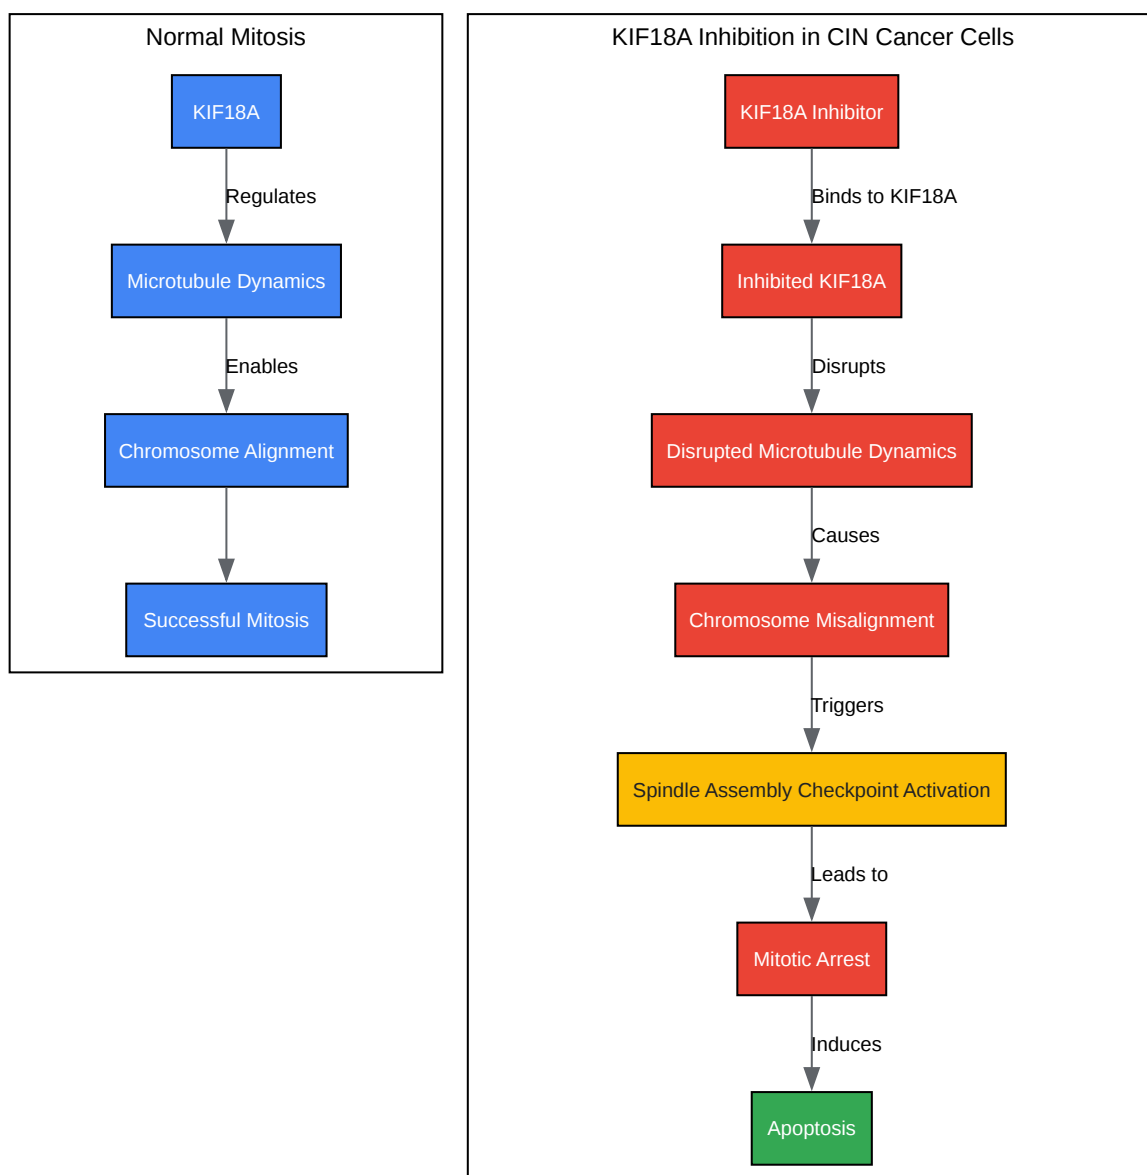 Normal Mitosis
KIF18A
Regulates
Microtubule Dynamics
Enables
Chromosome Alignment
Successful Mitosis
KIF18A Inhibition in CIN Cancer Cells
KIF18A Inhibitor
Binds to KIF18A
Inhibited KIF18A
Disrupts
Disrupted Microtubule Dynamics
Causes
Chromosome Misalignment
Triggers
Spindle Assembly Checkpoint Activation
Leads to
Mitotic Arrest
Induces
Apoptosis